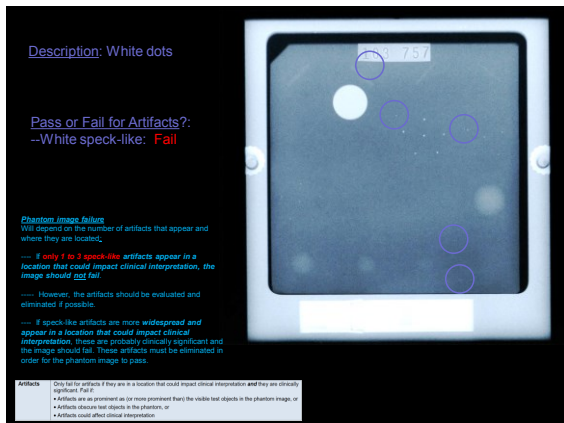 Description: White dots
163 757
Pass or Fail for Artifacts?:
--White speck-like: Fail
Phantom image failure
Will depend on the number of artifacts that appear and
where they are located.
---- If only 1 to 3 speck-like artifacts appear in a
location that could impact clinical interpretation, the
image should not fail.
----- However, the artifacts should be evaluated and
eliminated if possible.
---- If speck-like artifacts are more widespread and
appear in a location that could impact clinical
interpretation, these are probably clinically significant and
the image should fail. These artifacts must be eliminated in
order for the phantom image to pass.
Artifacts
Only fail for artifacts if they are in a location that could impact clinical interpretation and they are clinically
significant. Fail if:
• Artifacts are as prominent as (or more prominent than) the visible test objects in the phantom image, or
• Artifacts obscure test objects in the phantom, or
• Artifacts could affect clinical interpretation